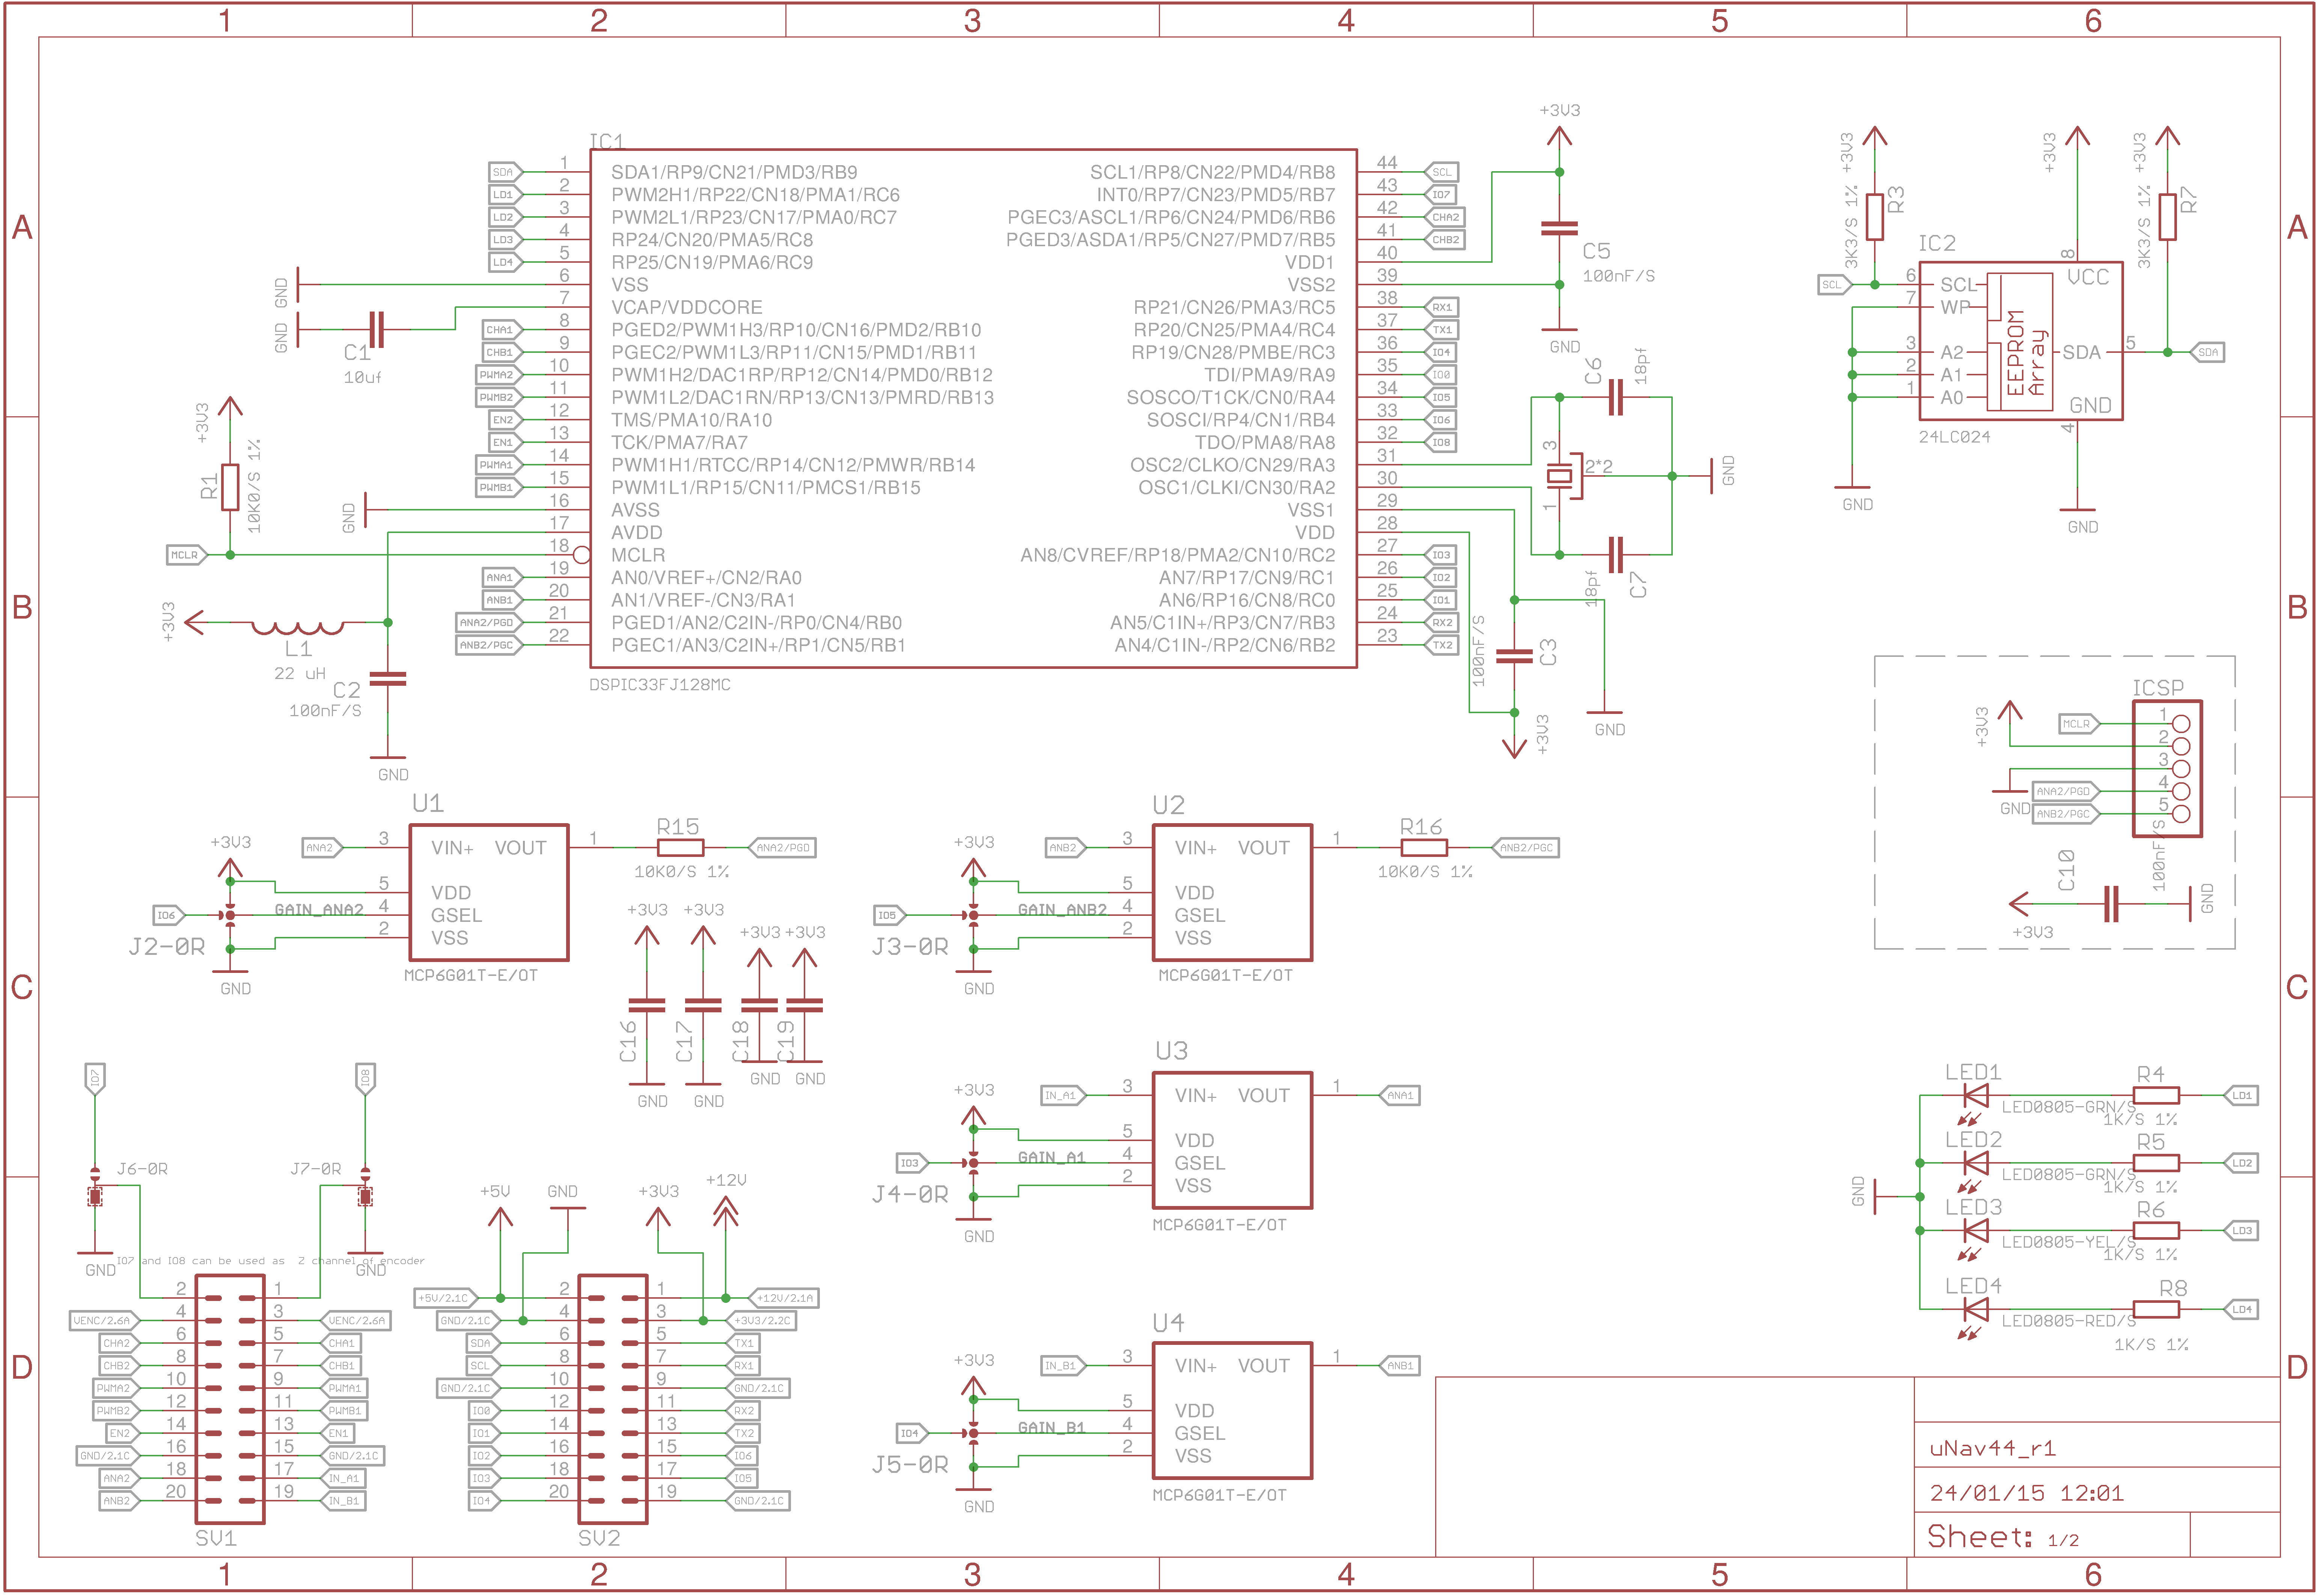 1 2 3 4 5 6
A
B
C
D
A
B
C
D
1 2 3 4 5 6
IC1
SDA 1 SDA1/RP9/CN21/PMD3/RB9
LD1 2 PWM2H1/RP22/CN18/PMA1/RC6
LD2 3 PWM2L1/RP23/CN17/PMA0/RC7
LD3 4 RP24/CN20/PMA5/RC8
LD4 5 RP25/CN19/PMA6/RC9
GND 6 VSS
7 VCAP/VDDCORE
CHA1 8 PGED2/PWM1H3/RP10/CN16/PMD2/RB10
CHB1 9 PGEC2/PWM1L3/RP11/CN15/PMD1/RB11
PWMA2 10 PWM1H2/DAC1RP/RP12/CN14/PMD0/RB12
PWMB2 11 PWM1L2/DAC1RN/RP13/CN13/PMRD/RB13
EN2 12 TMS/PMA10/RA10
EN1 13 TCK/PMA7/RA7
PWMA1 14 PWM1H1/RTCC/RP14/CN12/PMWR/RB14
PWMB1 15 PWM1L1/RP15/CN11/PMCS1/RB15
GND 16 AVSS
17 AVDD
MCLR 18 MCLR
ANA1 19 AN0/VREF+/CN2/RA0
ANB1 20 AN1/VREF-/CN3/RA1
ANA2/PGD 21 PGED1/AN2/C2IN-/RP0/CN4/RB0
ANB2/PGC 22 PGEC1/AN3/C2IN+/RP1/CN5/RB1
SCL1/RP8/CN22/PMD4/RB8 44 SCL
INT0/RP7/CN23/PMD5/RB7 43 IO7
PGEC3/ASCL1/RP6/CN24/PMD6/RB6 42 CHA2
PGED3/ASDA1/RP5/CN27/PMD7/RB5 41 CHB2
VDD1 40
VSS2 39
RP21/CN26/PMA3/RC5 38 RX1
RP20/CN25/PMA4/RC4 37 TX1
RP19/CN28/PMBE/RC3 36 IO4
TDI/PMA9/RA9 35 IO0
SOSCO/T1CK/CN0/RA4 34 IO5
SOSCI/RP4/CN1/RB4 33 IO6
TDO/PMA8/RA8 32 IO8
OSC2/CLKO/CN29/RA3 31
OSC1/CLKI/CN30/RA2 30
VSS1 29
VDD 28
AN8/CVREF/RP18/PMA2/CN10/RC2 27 IO3
AN7/RP17/CN9/RC1 26 IO2
AN6/RP16/CN8/RC0 25 IO1
AN5/C1IN+/RP3/CN7/RB3 24 RX2
AN4/C1IN-/RP2/CN6/RB2 23 TX2
DSPIC33FJ128MC
GND
C1
10uf
+3V3
R1
10K0/S 1%
+3V3
L1
22 uH
C2
100nF/S
GND
+3V3
C5
100nF/S
GND
C6
18pf
3
2*2
1
GND
18pf
C7
100nF/S
C3
GND
+3V3
+3V3
R3
3K3/S 1%
+3V3
+3V3
R7
3K3/S 1%
IC2
8
VCC
SCL 6 SCL
7 WP
3 A2
2 A1
1 A0
EEPROM
Array
SDA 5 SDA
GND
4
24LC024
GND
GND
ICSP
+3V3
MCLR 1
2
3
GND
ANA2/PGD 4
ANB2/PGC 5
C10
100nF/S
+3V3
GND
U1
ANA2 3 VIN+ VOUT 1
R15
10K0/S 1%
ANA2/PGD
+3V3
5 VDD
IO6 GAIN_ANA2 4 GSEL
2 VSS
J2-0R
GND
MCP6G01T-E/OT
+3V3 +3V3 +3V3 +3V3
C16 C17 C18 C19
GND GND GND GND
U2
ANB2 3 VIN+ VOUT 1
R16
10K0/S 1%
ANB2/PGC
+3V3
5 VDD
IO5 GAIN_ANB2 4 GSEL
2 VSS
J3-0R
GND
MCP6G01T-E/OT
U3
IN_A1 3 VIN+ VOUT 1 ANA1
+3V3
5 VDD
IO3 GAIN_A1 4 GSEL
2 VSS
J4-0R
GND
MCP6G01T-E/OT
U4
IN_B1 3 VIN+ VOUT 1 ANB1
+3V3
5 VDD
IO4 GAIN_B1 4 GSEL
2 VSS
J5-0R
GND
MCP6G01T-E/OT
IO7 IO8
J6-0R J7-0R
GND GND
IO7 and IO8 can be used as Z channel of encoder
2 1
VENC/2.6A 4 3 VENC/2.6A
CHA2 6 5 CHA1
CHB2 8 7 CHB1
PWMA2 10 9 PWMA1
PWMB2 12 11 PWMB1
EN2 14 13 EN1
GND/2.1C 16 15 GND/2.1C
ANA2 18 17 IN_A1
ANB2 20 19 IN_B1
SV1
+5V GND +3V3 +12V
+5V/2.1C 2 1 +12V/2.1A
GND/2.1C 4 3 +3V3/2.2C
SDA 6 5 TX1
SCL 8 7 RX1
GND/2.1C 10 9 GND/2.1C
IO0 12 11 RX2
IO1 14 13 TX2
IO2 16 15 IO6
IO3 18 17 IO5
IO4 20 19 GND/2.1C
SV2
LED1 R4 LD1
LED0805-GRN/S 1K/S 1%
LED2 R5 LD2
LED0805-GRN/S 1K/S 1%
GND
LED3 R6 LD3
LED0805-YEL/S 1K/S 1%
LED4 R8 LD4
LED0805-RED/S
1K/S 1%
uNav44_r1
24/01/15 12:01
Sheet: 1/2